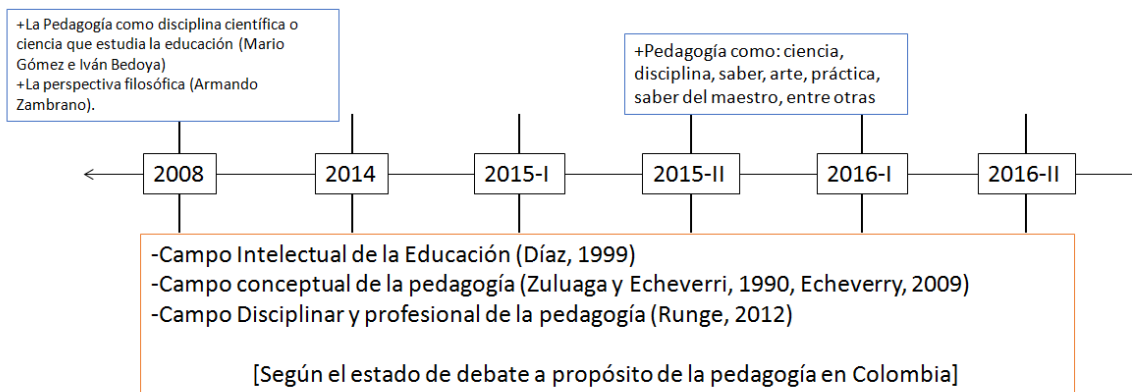 +La Pedagogía como disciplina científica o
ciencia que estudia la educación (Mario
Gómez e Iván Bedoya)
+La perspectiva filosófica (Armando
Zambrano).
+Pedagogía como: ciencia,
disciplina, saber, arte, práctica,
saber del maestro, entre otras
2008
2014
2015-I
2015-II
2016-I
2016-II
-Campo Intelectual de la Educación (Díaz, 1999)
-Campo conceptual de la pedagogía (Zuluaga y Echeverri, 1990, Echeverry, 2009)
-Campo Disciplinar y profesional de la pedagogía (Runge, 2012)
[Según el estado de debate a propósito de la pedagogía en Colombia]